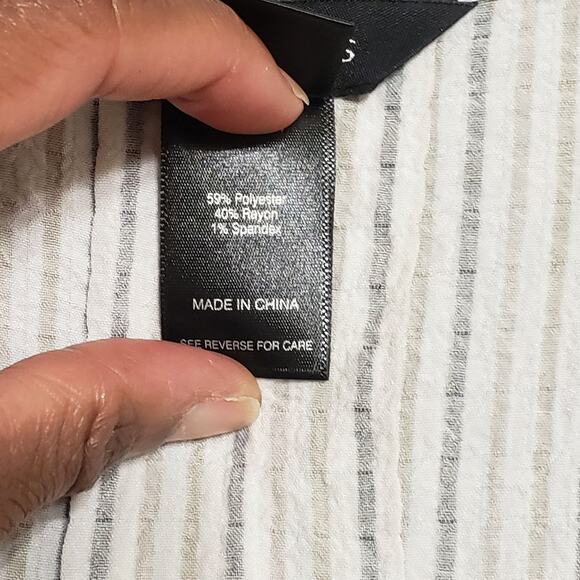 S
59% Polyester
40% Rayon
1% Spandex
MADE IN CHINA
SEE REVERSE FOR CARE